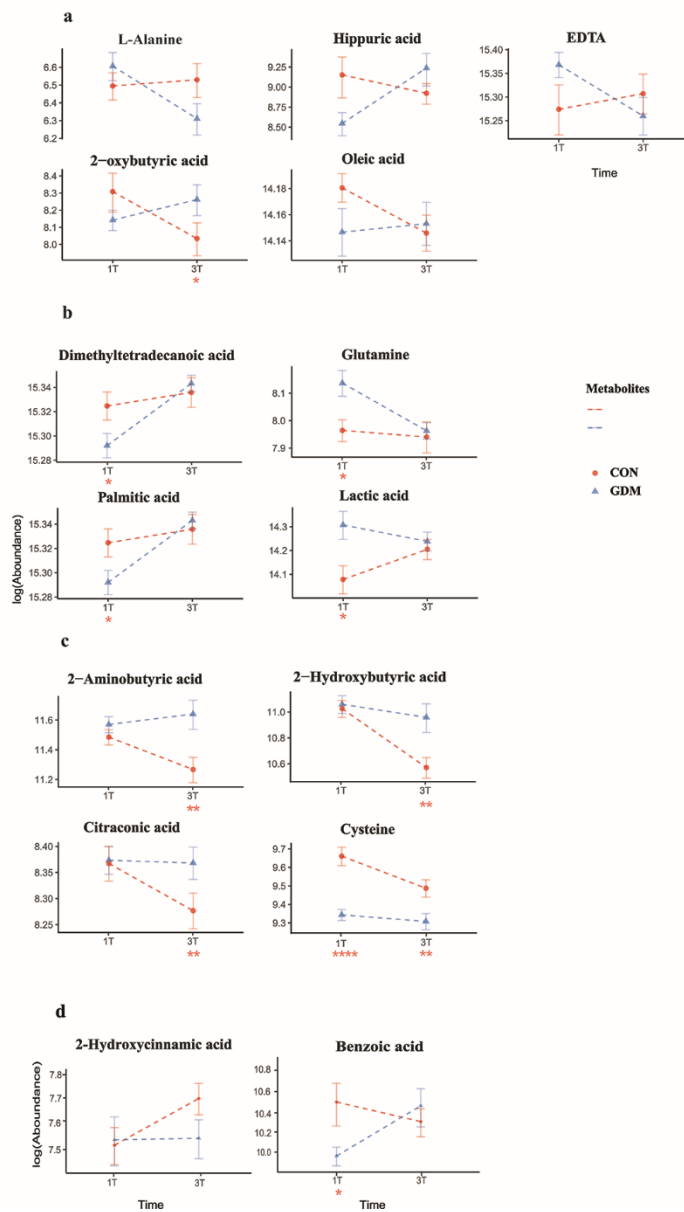 a
L-Alanine
Hippuric acid
EDTA
6.6
6.5
6.4
6.3
6.2
9.25
9.00
8.75
8.50
15.40
15.35
15.30
15.25
1T
3T
Time
2-oxybutyric acid
Oleic acid
8.4
8.3
8.2
8.1
8.0
14.18
14.16
14.14
1T
3T
*
1T
3T
b
Dimethyltetradecanoic acid
Glutamine
15.34
15.32
15.30
15.28
8.1
8.0
7.9
1T
3T
*
1T
3T
*
Metabolites
CON
GDM
Palmitic acid
Lactic acid
log(Aboundance)
15.34
15.32
15.30
15.28
14.3
14.2
14.1
1T
3T
*
1T
3T
*
c
2-Aminobutyric acid
2-Hydroxybutyric acid
11.6
11.4
11.2
11.0
10.8
10.6
1T
3T
**
1T
3T
**
Citraconic acid
Cysteine
8.40
8.35
8.30
8.25
9.7
9.6
9.5
9.4
9.3
1T
3T
**
1T
3T
****
**
d
2-Hydroxycinnamic acid
Benzoic acid
log(Aboundance)
7.8
7.7
7.6
7.5
10.8
10.6
10.4
10.2
10.0
1T
3T
1T
3T
*
Time
Time